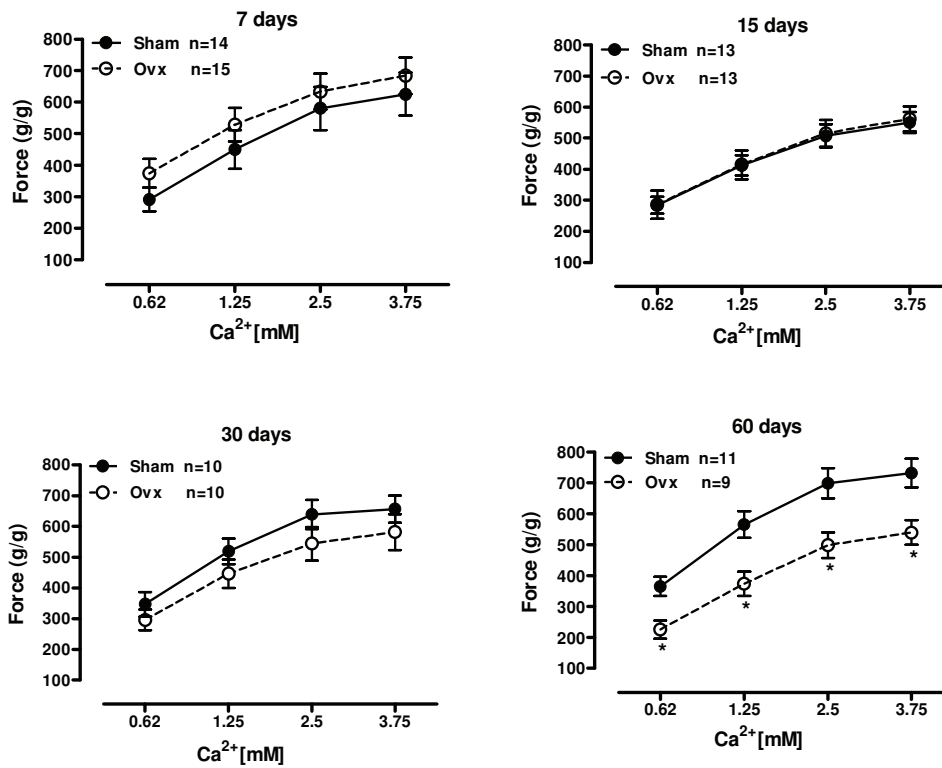 7 days
Sham n=14
Ovx n=15
800
700
600
500
400
300
200
100
Force (g/g)
0.62 1.25 2.5 3.75
Ca2+[mM]
15 days
Sham n=13
Ovx n=13
800
700
600
500
400
300
200
100
Force (g/g)
0.62 1.25 2.5 3.75
Ca2+[mM]
30 days
Sham n=10
Ovx n=10
800
700
600
500
400
300
200
100
Force (g/g)
0.62 1.25 2.5 3.75
Ca2+[mM]
60 days
Sham n=11
Ovx n=9
800
700
600
500
400
300
200
100
Force (g/g)
* * * *
0.62 1.25 2.5 3.75
Ca2+[mM]